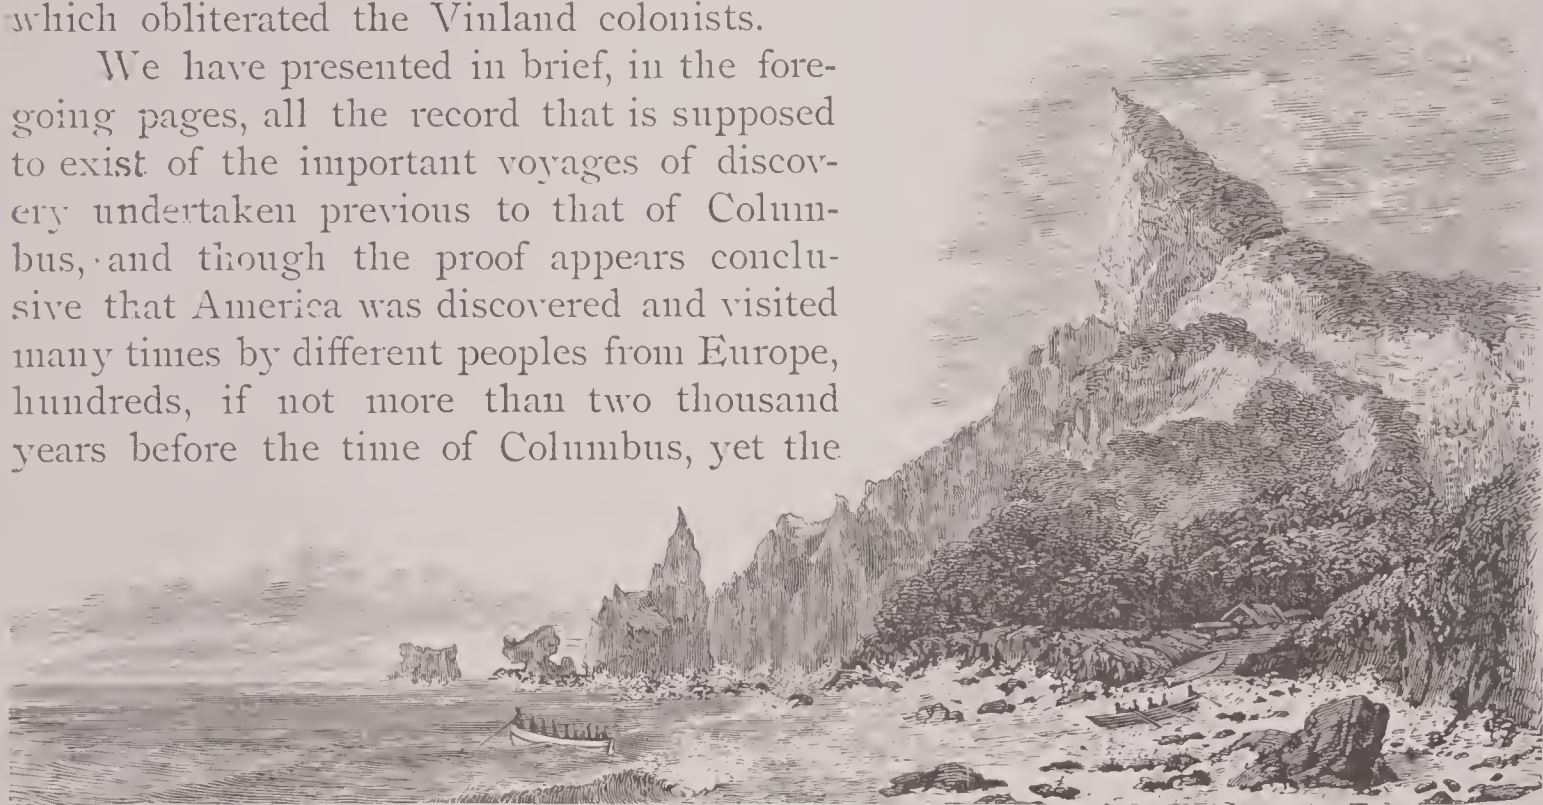 which obliterated the Vinland colonists.
We have presented in brief, in the fore-
going pages, all the record that is supposed
to exist of the important voyages of discov-
ery undertaken previous to that of Colum-
bus, and though the proof appears conclu-
sive that America was discovered and visited
many times by different peoples from Europe,
hundreds, if not more than two thousand
years before the time of Columbus, yet the